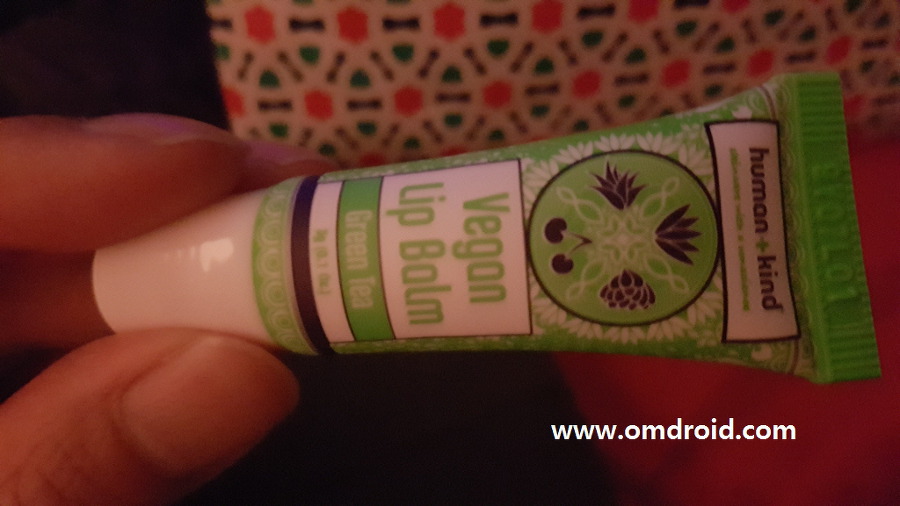 human+kind
Vegan
Lip Balm
Green Tea
www.omdroid.com